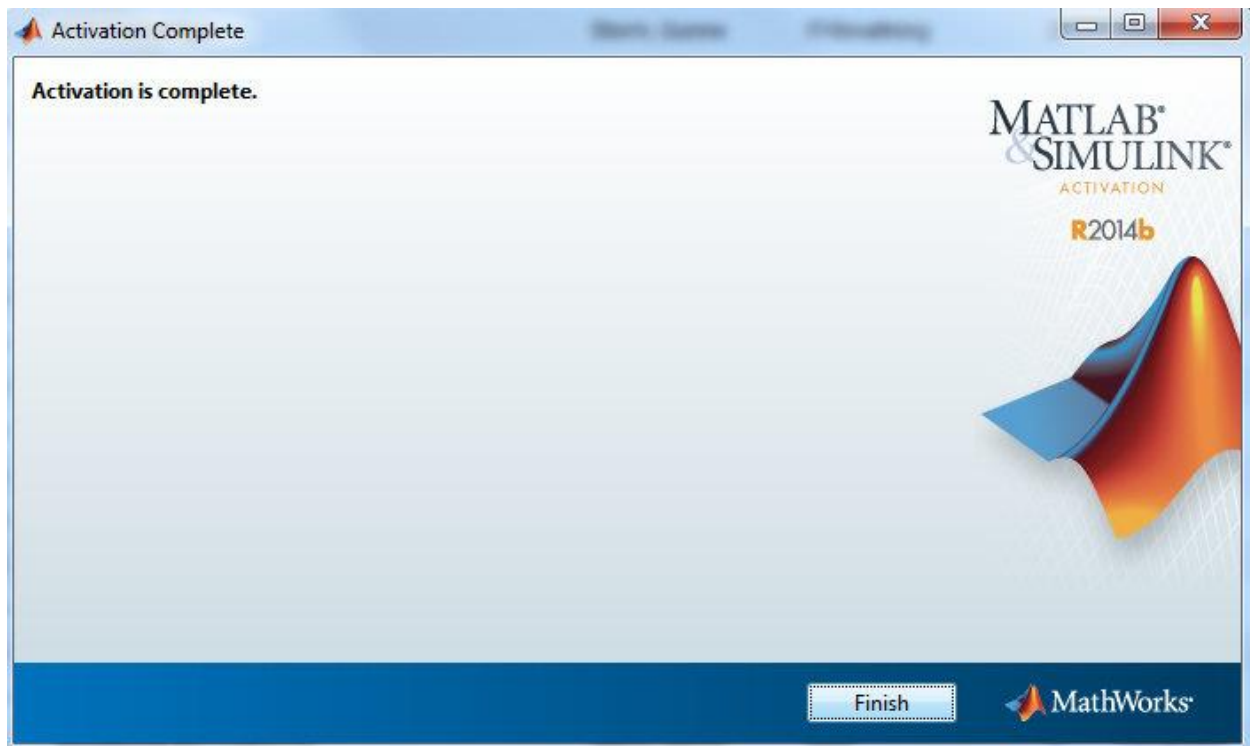 Activation Complete
Activation is complete.
MATLAB®
&SIMULINK®
ACTIVATION
R2014b
Finish
MathWorks®